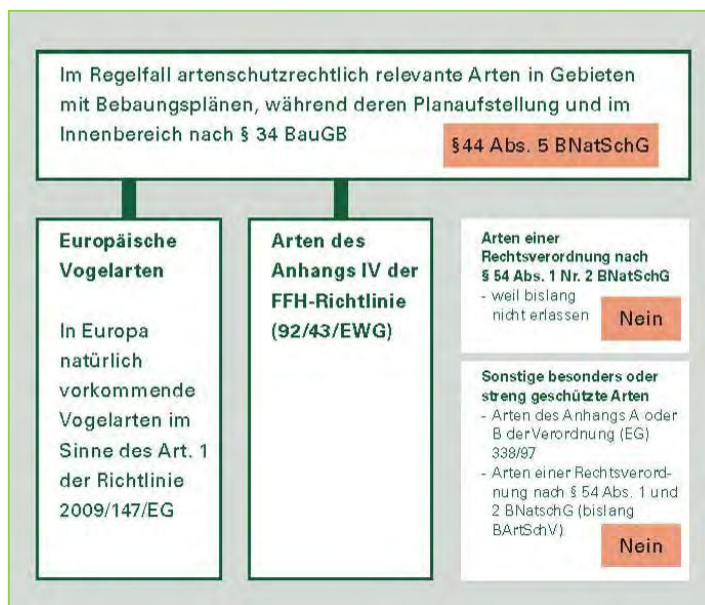 Im Regelfall artenschutzrechtlich relevante Arten in Gebieten
mit Bebaungsplänen, während deren Planaufstellung und im
Innenbereich nach § 34 BauGB
§44 Abs. 5 BNatSchG
Europäische
Vogelarten
In Europa
natürlich
vorkommende
Vogelarten im
Sinne des Art. 1
der Richtlinie
2009/147/EG
Arten des
Anhangs IV der
FFH-Richtlinie
(92/43/EWG)
Arten einer
Rechtsverordnung nach
§ 54 Abs. 1 Nr. 2 BNatSchG
- weil bislang
nicht erlassen
Nein
Sonstige besonders oder
streng geschützte Arten
- Arten des Anhangs A oder
B der Verordnung (EG)
338/97
- Arten einer Rechtsverord-
nung nach § 54 Abs. 1 und
2 BNatschG (bislang
BArtSchV)
Nein